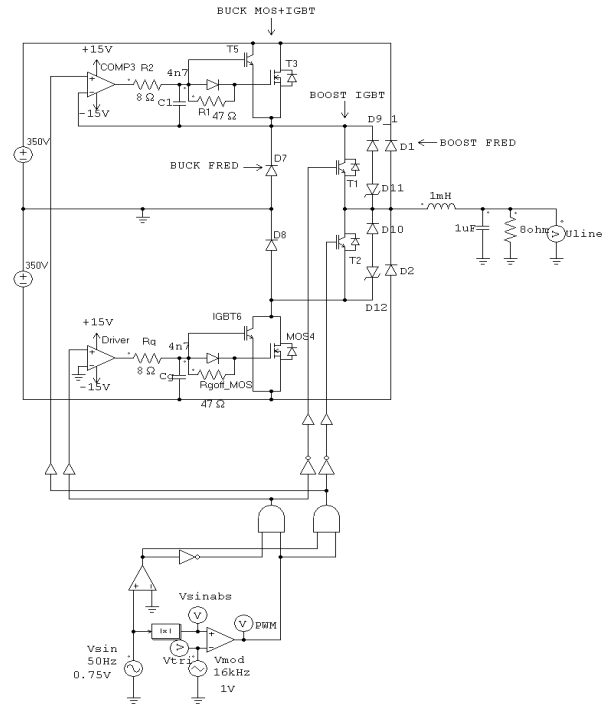 BUCK MOS+IGBT
+15V
T5
COMP3
R2
4n7
T3
8 Ω
C1
R1
47 Ω
-15V
BOOST IGBT
D9_1
350V
D7
BUCK FRED
D1
BOOST FRED
T1
D11
1mH
D8
D10
1uF
8ohm
Uline
T2
D2
350V
D12
IGBT6
+15V
MOS4
Driver
Rg
4n7
8 Ω
Cg
Rgoff_MOS
-15V
47 Ω
Vsinabs
V
V
PWM
|x|
Vsin
50Hz
0.75V
Vtri
V
Vmod
16kHz
1V
V